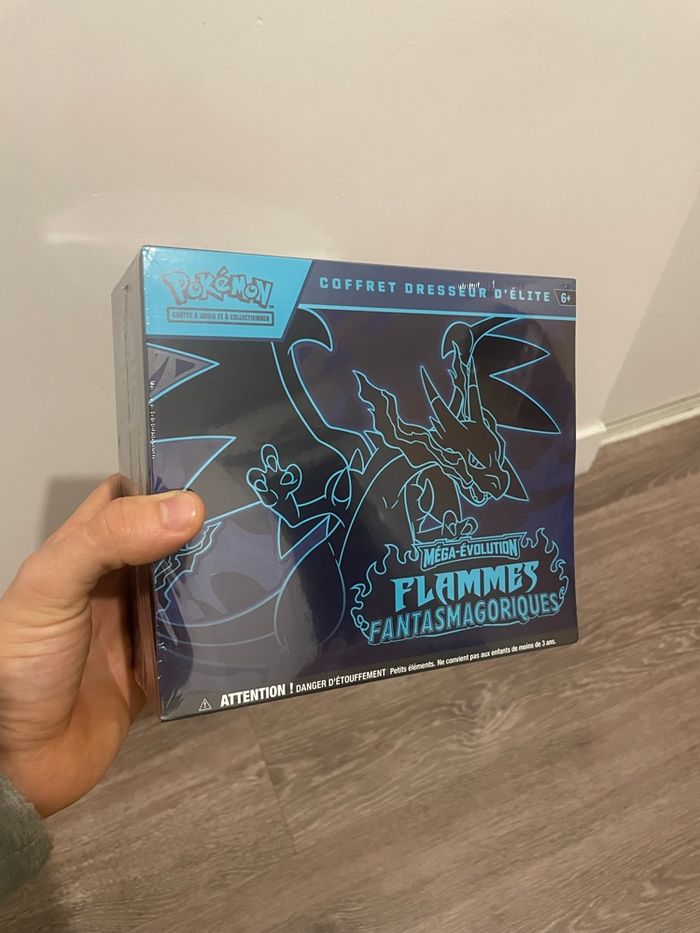 POKéMON
CARTES À JOUER ET À COLLECTIONNER
COFFRET DRESSEUR D'ÉLITE
6+
MÉGA-ÉVOLUTION
FLAMMES
FANTASMAGORIQUES
ATTENTION ! DANGER D'ÉTOUFFEMENT Petits éléments. Ne convient pas aux enfants de moins de 3 ans.